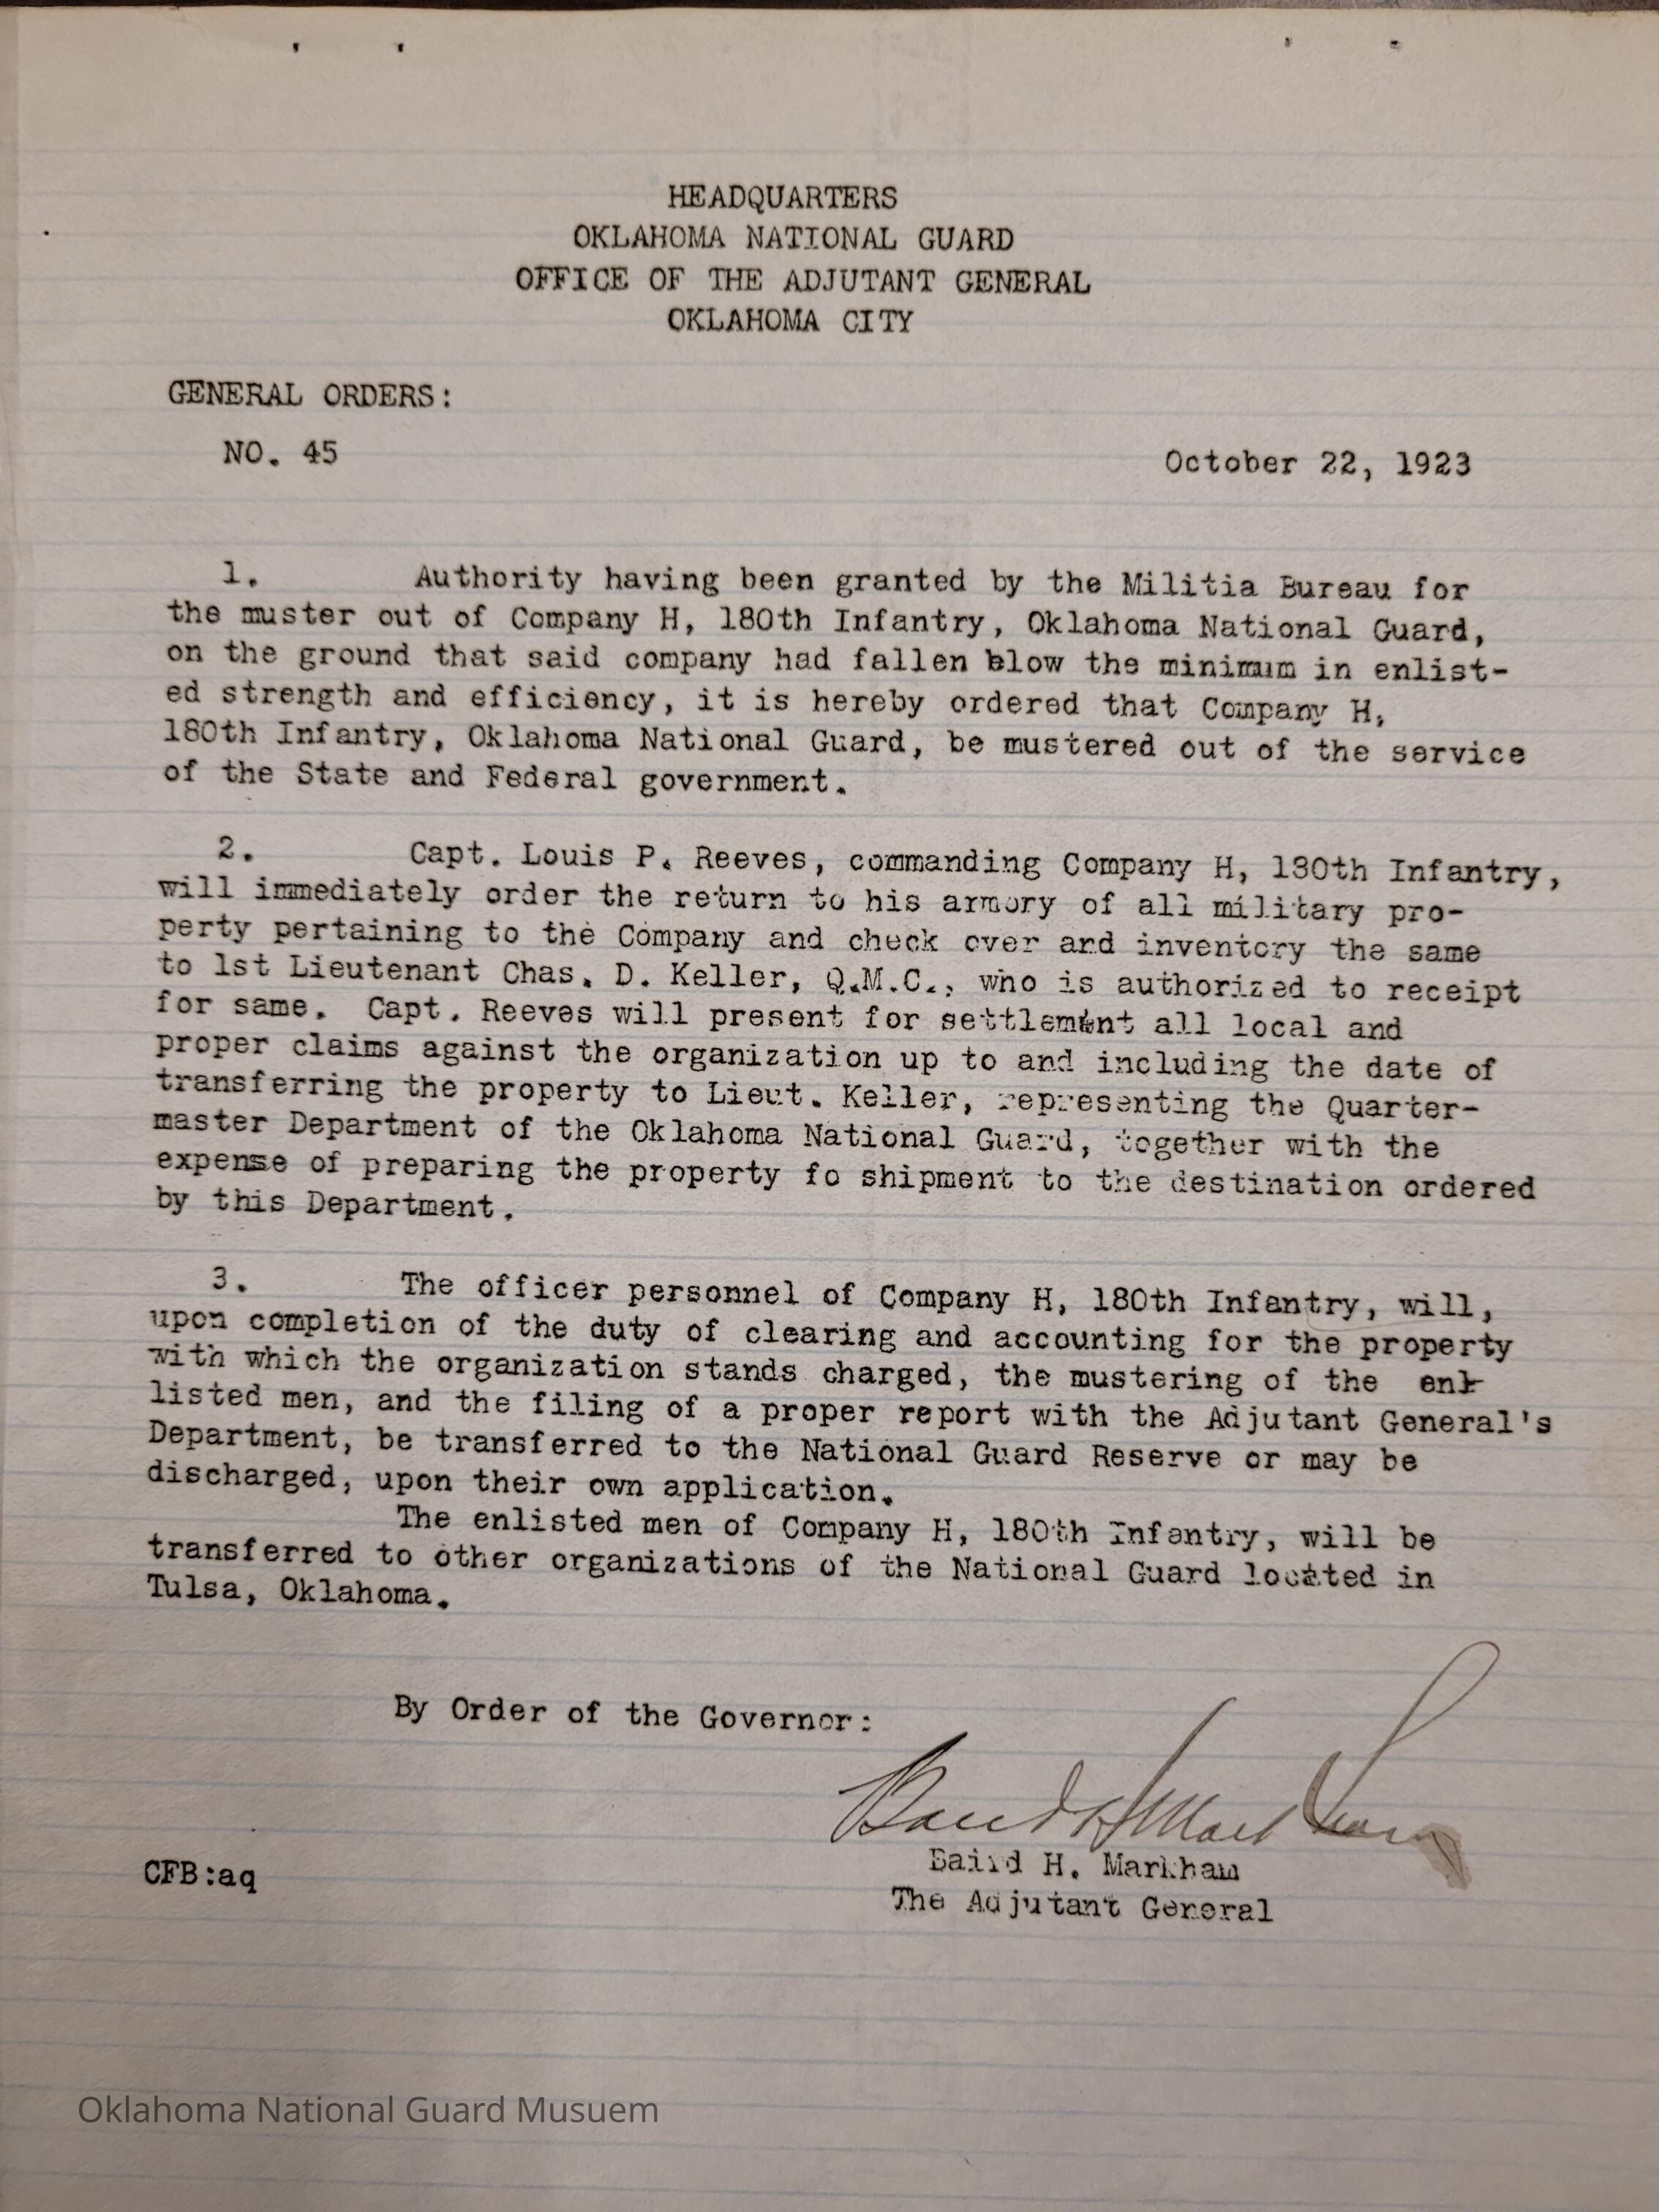 HEADQUARTERS
OKLAHOMA NATIONAL GUARD
OFFICE OF THE ADJUTANT GENERAL
OKLAHOMA CITY
GENERAL ORDERS:
NO. 45
October 22, 1923
1. Authority having been granted by the Militia Bureau for
the muster out of Company H, 180th Infantry, Oklahoma National Guard,
on the ground that said company had fallen blow the minimum in enlist-
ed strength and efficiency, it is hereby ordered that Company H,
180th Infantry, Oklahoma National Guard, be mustered out of the service
of the State and Federal government.
2. Capt. Louis P. Reeves, commanding Company H, 180th Infantry,
will immediately order the return to his armory of all military pro-
perty pertaining to the Company and check over and inventory the same
to 1st Lieutenant Chas. D. Keller, Q.M.C., who is authorized to receipt
for same. Capt. Reeves will present for settlement all local and
proper claims against the organization up to and including the date of
transferring the property to Lieut. Keller, representing the Quarter-
master Department of the Oklahoma National Guard, together with the
expense of preparing the property fo shipment to the destination ordered
by this Department.
3. The officer personnel of Company H, 180th Infantry, will,
upon completion of the duty of clearing and accounting for the property
with which the organization stands charged, the mustering of the en-
listed men, and the filing of a proper report with the Adjutant General's
Department, be transferred to the National Guard Reserve or may be
discharged, upon their own application.
The enlisted men of Company H, 180th Infantry, will be
transferred to other organizations of the National Guard located in
Tulsa, Oklahoma.
By Order of the Governor:
Baird H Markham
Baird H. Markham
CFB:aq
The Adjutant General
Oklahoma National Guard Musuem